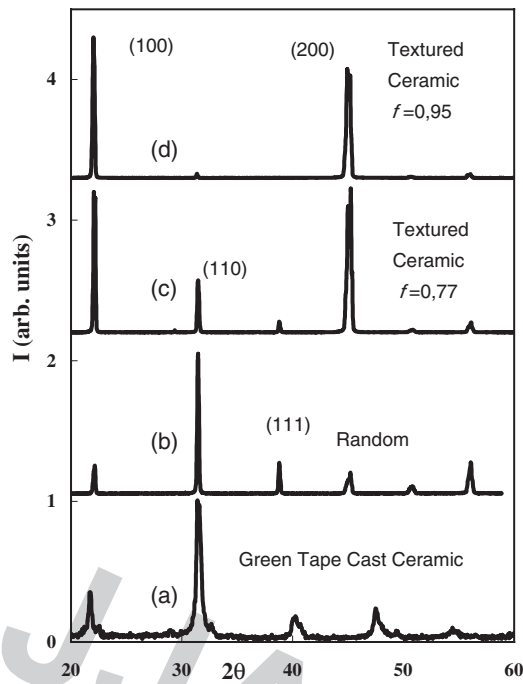 (100)
(200)
Textured
Ceramic
f=0,95
4
(d)
3
Textured
Ceramic
f=0,77
(110)
(c)
I (arb. units)
2
(111)
(b)
Random
1
Green Tape Cast Ceramic
(a)
0
20
30
2θ
40
50
60